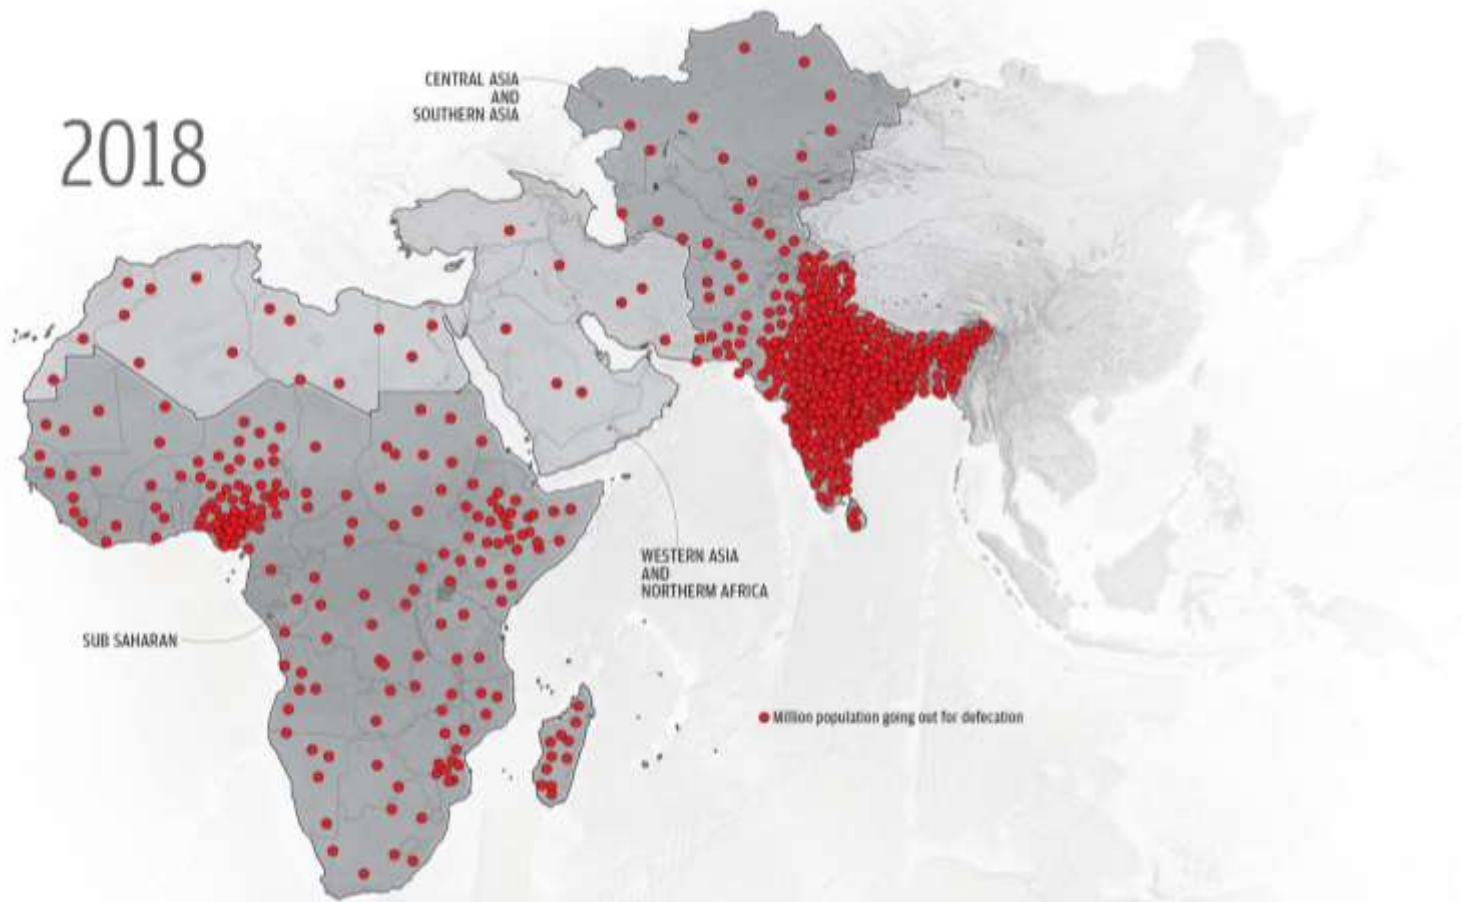 2018
CENTRAL ASIA
AND
SOUTHERN ASIA
WESTERN ASIA
AND
NORTHERM AFRICA
SUB SAHARAN
Million population going out for defecation